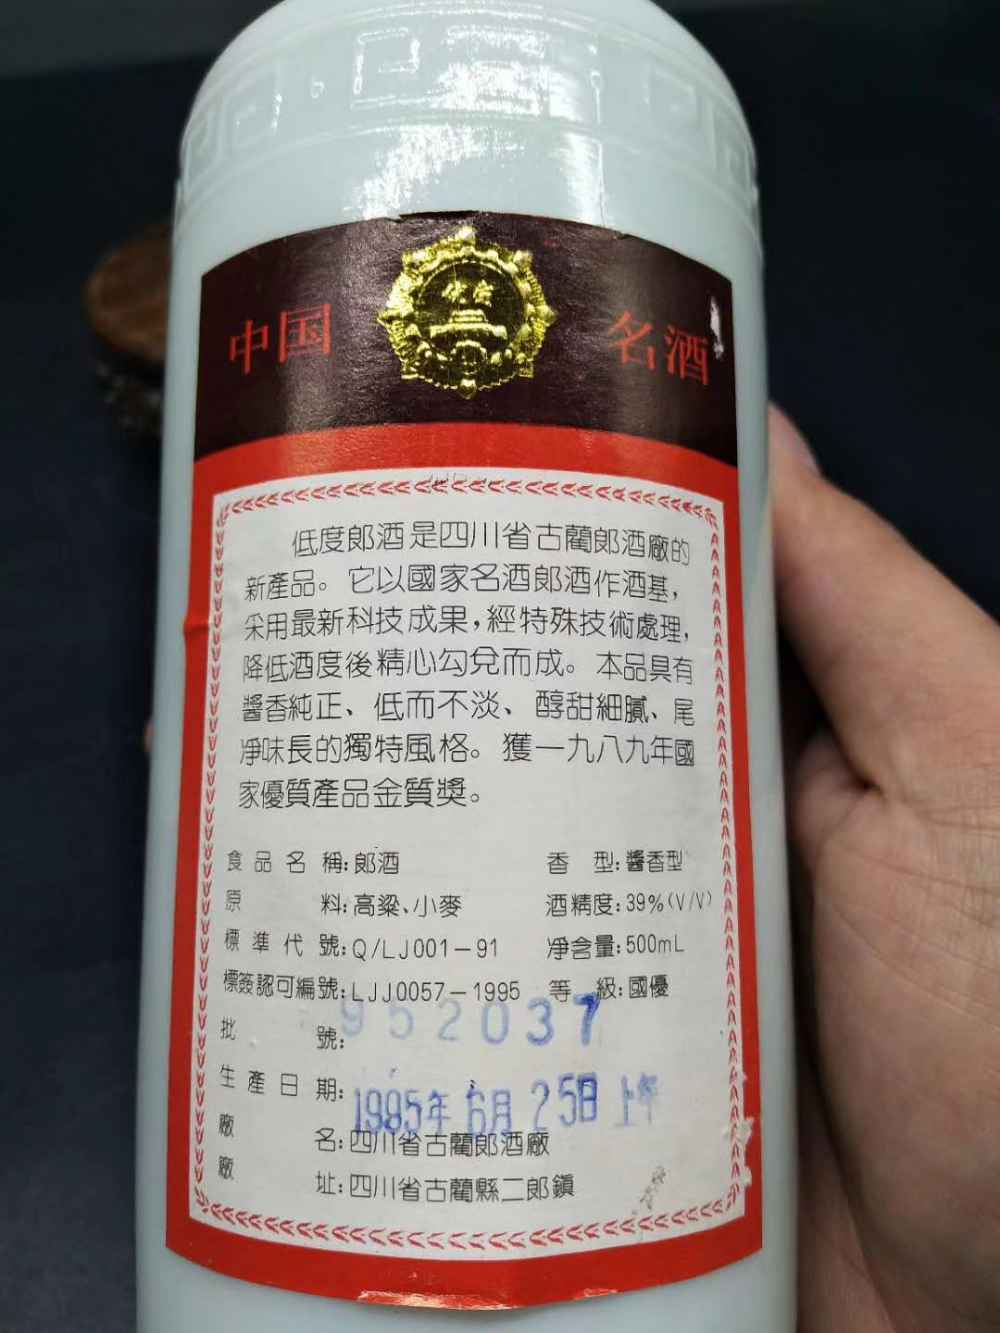 中国
名酒
低度郎酒是四川省古藺郎酒廠的
新產品。它以國家名酒郎酒作酒基,
采用最新科技成果,經特殊技術處理,
降低酒度後精心勾兌而成。本品具有
醬香純正、低而不淡、醇甜細膩、尾
凈味長的獨特風格。獲一九八九年國
家優質產品金質獎。
食品名稱:郎酒 香型:醬香型
原料:高粱、小麥 酒精度:39%(V/V)
標準代號:Q/LJ001-91 凈含量:500mL
標簽認可編號:LJJ0057-1995 等級:國優
批號:952037
生產日期:1995年6月25日上午
廠名:四川省古藺郎酒廠
廠址:四川省古藺縣二郎鎮